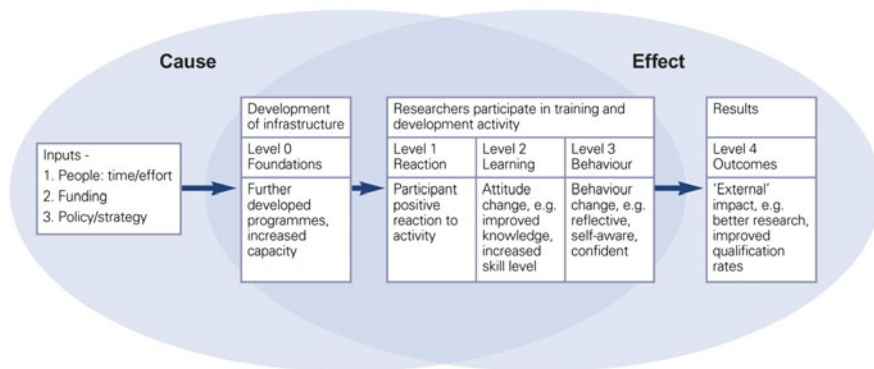 Cause
Effect
Inputs -
1. People: time/effort
2. Funding
3. Policy/strategy
Development
of infrastructure
Level 0
Foundations
Further
developed
programmes,
increased
capacity
Researchers participate in training and
development activity
Level 1
Reaction
Participant
positive
reaction to
activity
Level 2
Learning
Attitude
change, e.g.
improved
knowledge,
increased
skill level
Level 3
Behaviour
Behaviour
change, e.g.
reflective,
self-aware,
confident
Results
Level 4
Outcomes
‘External’
impact, e.g.
better research,
improved
qualification
rates